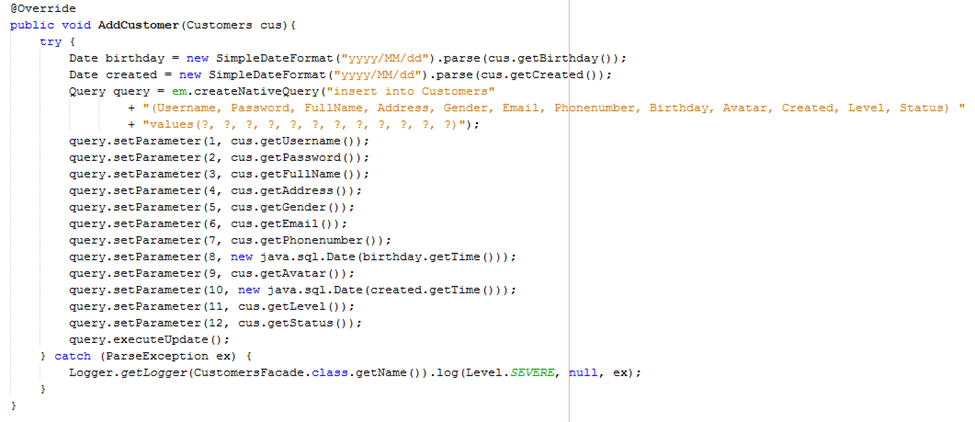 @Override
public void AddCustomer(Customers cus){
try {
Date birthday = new SimpleDateFormat("yyyy/MM/dd").parse(cus.getBirthday());
Date created = new SimpleDateFormat("yyyy/MM/dd").parse(cus.getCreated());
Query query = em.createNativeQuery("insert into Customers"
+ "(Username, Password, FullName, Address, Gender, Email, Phonenumber, Birthday, Avatar, Created, Level, Status) "
+ "values(?, ?, ?, ?, ?, ?, ?, ?, ?, ?, ?, ?)");
query.setParameter(1, cus.getUsername());
query.setParameter(2, cus.getPassword());
query.setParameter(3, cus.getFullName());
query.setParameter(4, cus.getAddress());
query.setParameter(5, cus.getGender());
query.setParameter(6, cus.getEmail());
query.setParameter(7, cus.getPhonenumber());
query.setParameter(8, new java.sql.Date(birthday.getTime()));
query.setParameter(9, cus.getAvatar());
query.setParameter(10, new java.sql.Date(created.getTime()));
query.setParameter(11, cus.getLevel());
query.setParameter(12, cus.getStatus());
query.executeUpdate();
} catch (ParseException ex) {
Logger.getLogger(CustomersFacade.class.getName()).log(Level.SEVERE, null, ex);
}
}